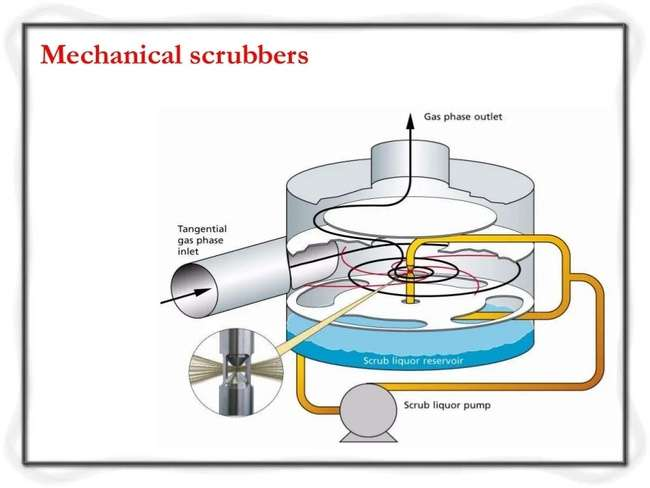 Mechanical scrubbers
Gas phase outlet
Tangential
gas phase
inlet
Scrub liquor reservoir
Scrub liquor pump